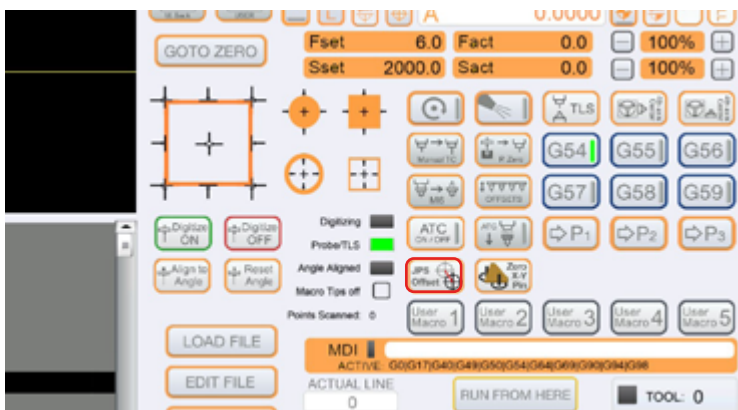 A 0.0000
GOTO ZERO
Fset 6.0 Fact 0.0 100%
Sset 2000.0 Sact 0.0 100%
TLS
Manual TC R.Zero G54 G55 G56
M6 OFFSETS G57 G58 G59
Digitize ON Digitize OFF Digitizing
Probe/TLS
ATC ON / OFF ATC P1 P2 P3
Align to Angle Reset Angle Angle Aligned
Macro Tips off
JPS Offset Zero X-Y Pin
Points Scanned: 0
User Macro 1 User Macro 2 User Macro 3 User Macro 4 User Macro 5
LOAD FILE
MDI
ACTIVE: G0|G17|G40|G49|G50|G54|G64|G69|G90|G94|G98
EDIT FILE
ACTUAL LINE
0
RUN FROM HERE
TOOL: 0